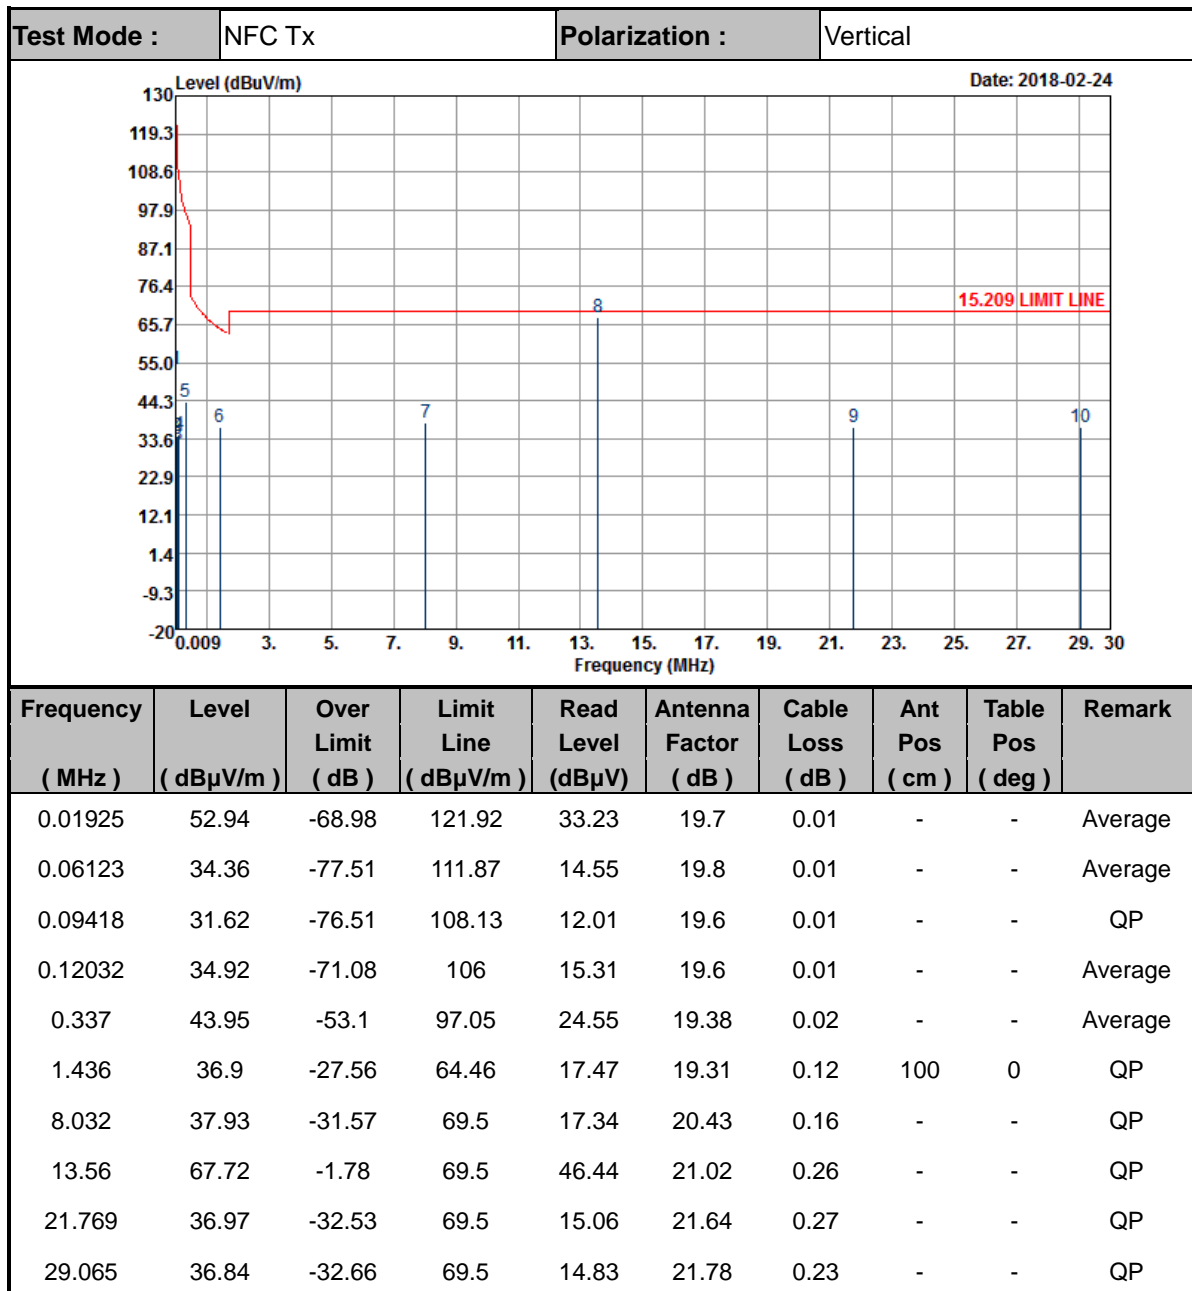 Test Mode : NFC Tx Polarization : Vertical
Level (dBuV/m) Date: 2018-02-24
130
119.3
108.6
97.9
87.1
76.4
15.209 LIMIT LINE
8
65.7
55.0
5
44.3
6 7 9 10
33.6
22.9
12.1
1.4
-9.3
-20
0.009 3. 5. 7. 9. 11. 13. 15. 17. 19. 21. 23. 25. 27. 29. 30
Frequency (MHz)
Frequency Level Over Limit Read Antenna Cable Ant Table Remark
Limit Line Level Factor Loss Pos Pos
( MHz ) ( dBµV/m ) ( dB ) ( dBµV/m ) (dBµV) ( dB ) ( dB ) ( cm ) ( deg )
0.01925 52.94 -68.98 121.92 33.23 19.7 0.01 - - Average
0.06123 34.36 -77.51 111.87 14.55 19.8 0.01 - - Average
0.09418 31.62 -76.51 108.13 12.01 19.6 0.01 - - QP
0.12032 34.92 -71.08 106 15.31 19.6 0.01 - - Average
0.337 43.95 -53.1 97.05 24.55 19.38 0.02 - - Average
1.436 36.9 -27.56 64.46 17.47 19.31 0.12 100 0 QP
8.032 37.93 -31.57 69.5 17.34 20.43 0.16 - - QP
13.56 67.72 -1.78 69.5 46.44 21.02 0.26 - - QP
21.769 36.97 -32.53 69.5 15.06 21.64 0.27 - - QP
29.065 36.84 -32.66 69.5 14.83 21.78 0.23 - - QP